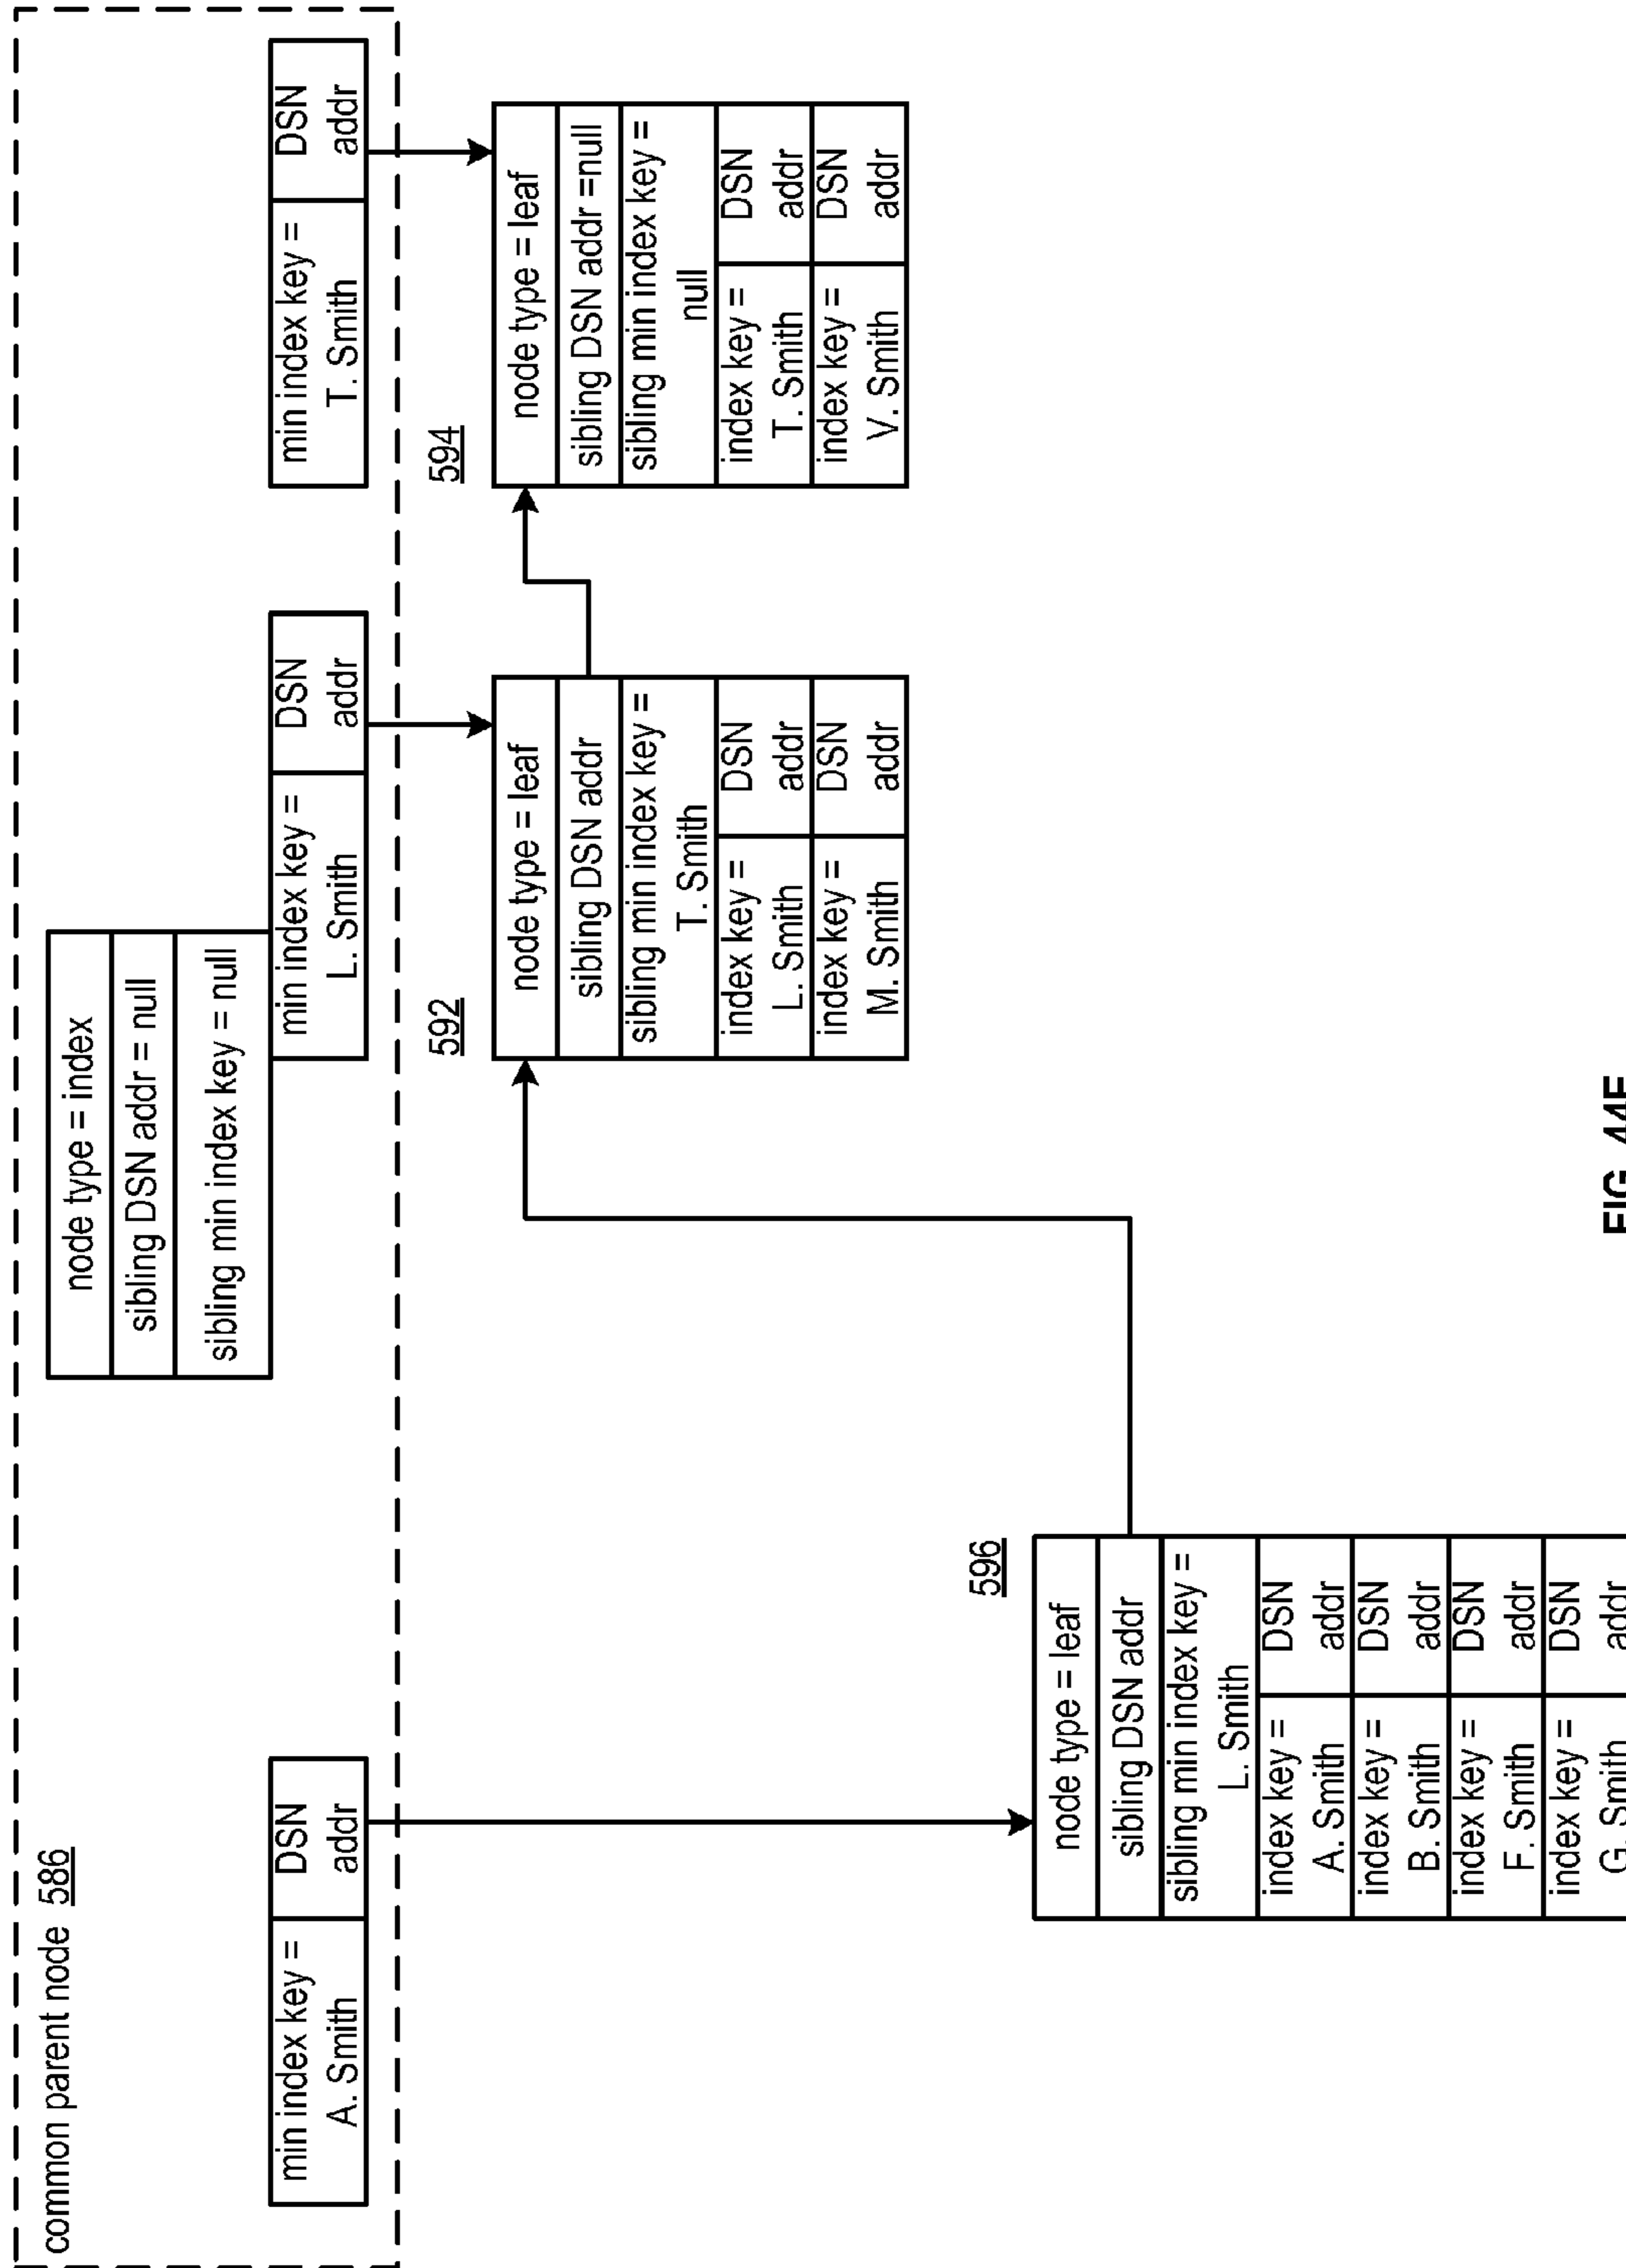 common parent node 586
node type = index
sibling DSN addr = null
sibling min index key = null
min index key =
A. Smith
DSN
addr
min index key =
L. Smith
DSN
addr
min index key =
T. Smith
DSN
addr
592
node type = leaf
sibling DSN addr
sibling min index key =
T. Smith
index key =
L. Smith
DSN
addr
index key =
M. Smith
DSN
addr
594
node type = leaf
sibling DSN addr =null
sibling min index key =
null
index key =
T. Smith
DSN
addr
index key =
V. Smith
DSN
addr
596
node type = leaf
sibling DSN addr
sibling min index key =
L. Smith
index key =
A. Smith
DSN
addr
index key =
B. Smith
DSN
addr
index key =
F. Smith
DSN
addr
index key =
G. Smith
DSN
addr
FIG.